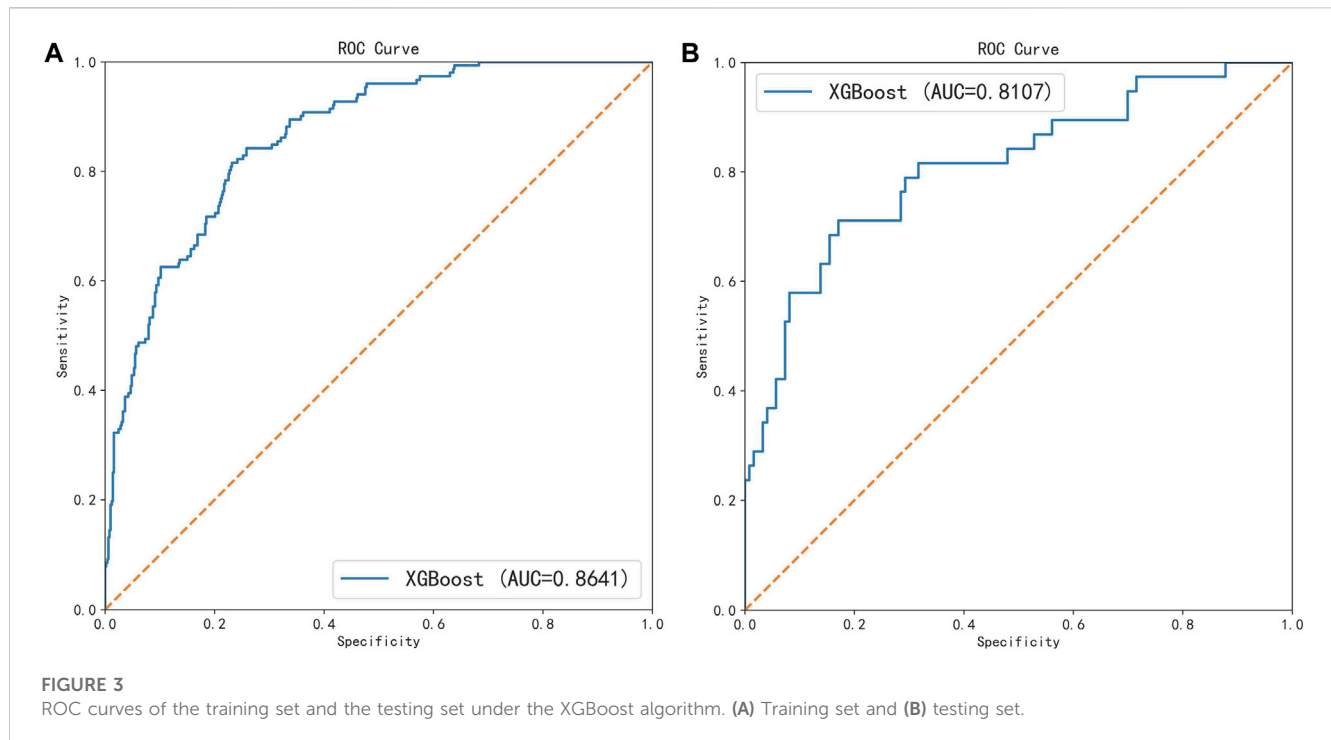 A
ROC Curve
1.0
0.8
0.6
0.4
0.2
0.0
Sensitivity
XGBoost (AUC=0.8641)
0.0 0.2 0.4 0.6 0.8 1.0
Specificity
B
ROC Curve
XGBoost (AUC=0.8107)
1.0
0.8
0.6
0.4
0.2
0.0
Sensitivity
0.0 0.2 0.4 0.6 0.8 1.0
Specificity
FIGURE 3
ROC curves of the training set and the testing set under the XGBoost algorithm. (A) Training set and (B) testing set.